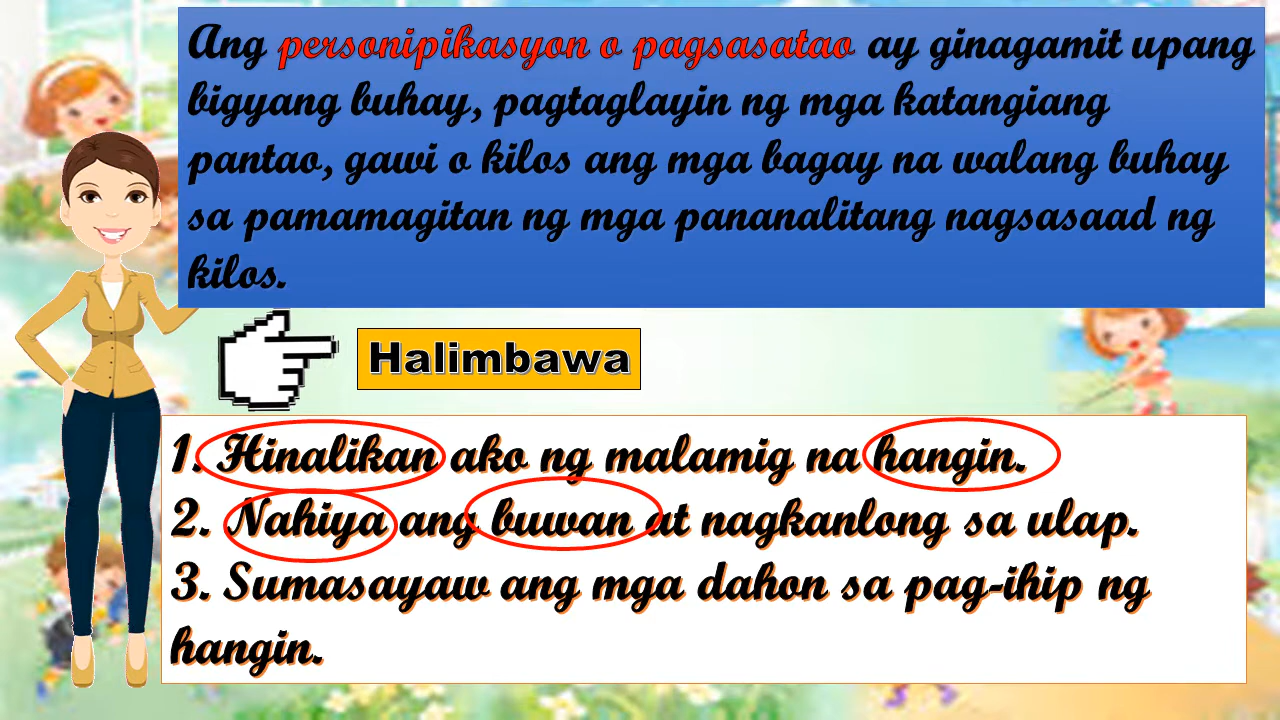 Ang personipikasyon o pagsasatao ay ginagamit upang
bigyang buhay, pagtaglayin ng mga katangiang
pantao, gawi o kilos ang mga bagay na walang buhay
sa pamamagitan ng mga pananalitang nagsasaad ng
kilos.
Halimbawa
1. Hinalikan ako ng malamig na hangin.
2. Nahiya ang buwan at nagkanlong sa ulap.
3. Sumasayaw ang mga dahon sa pag-ihip ng
hangin.